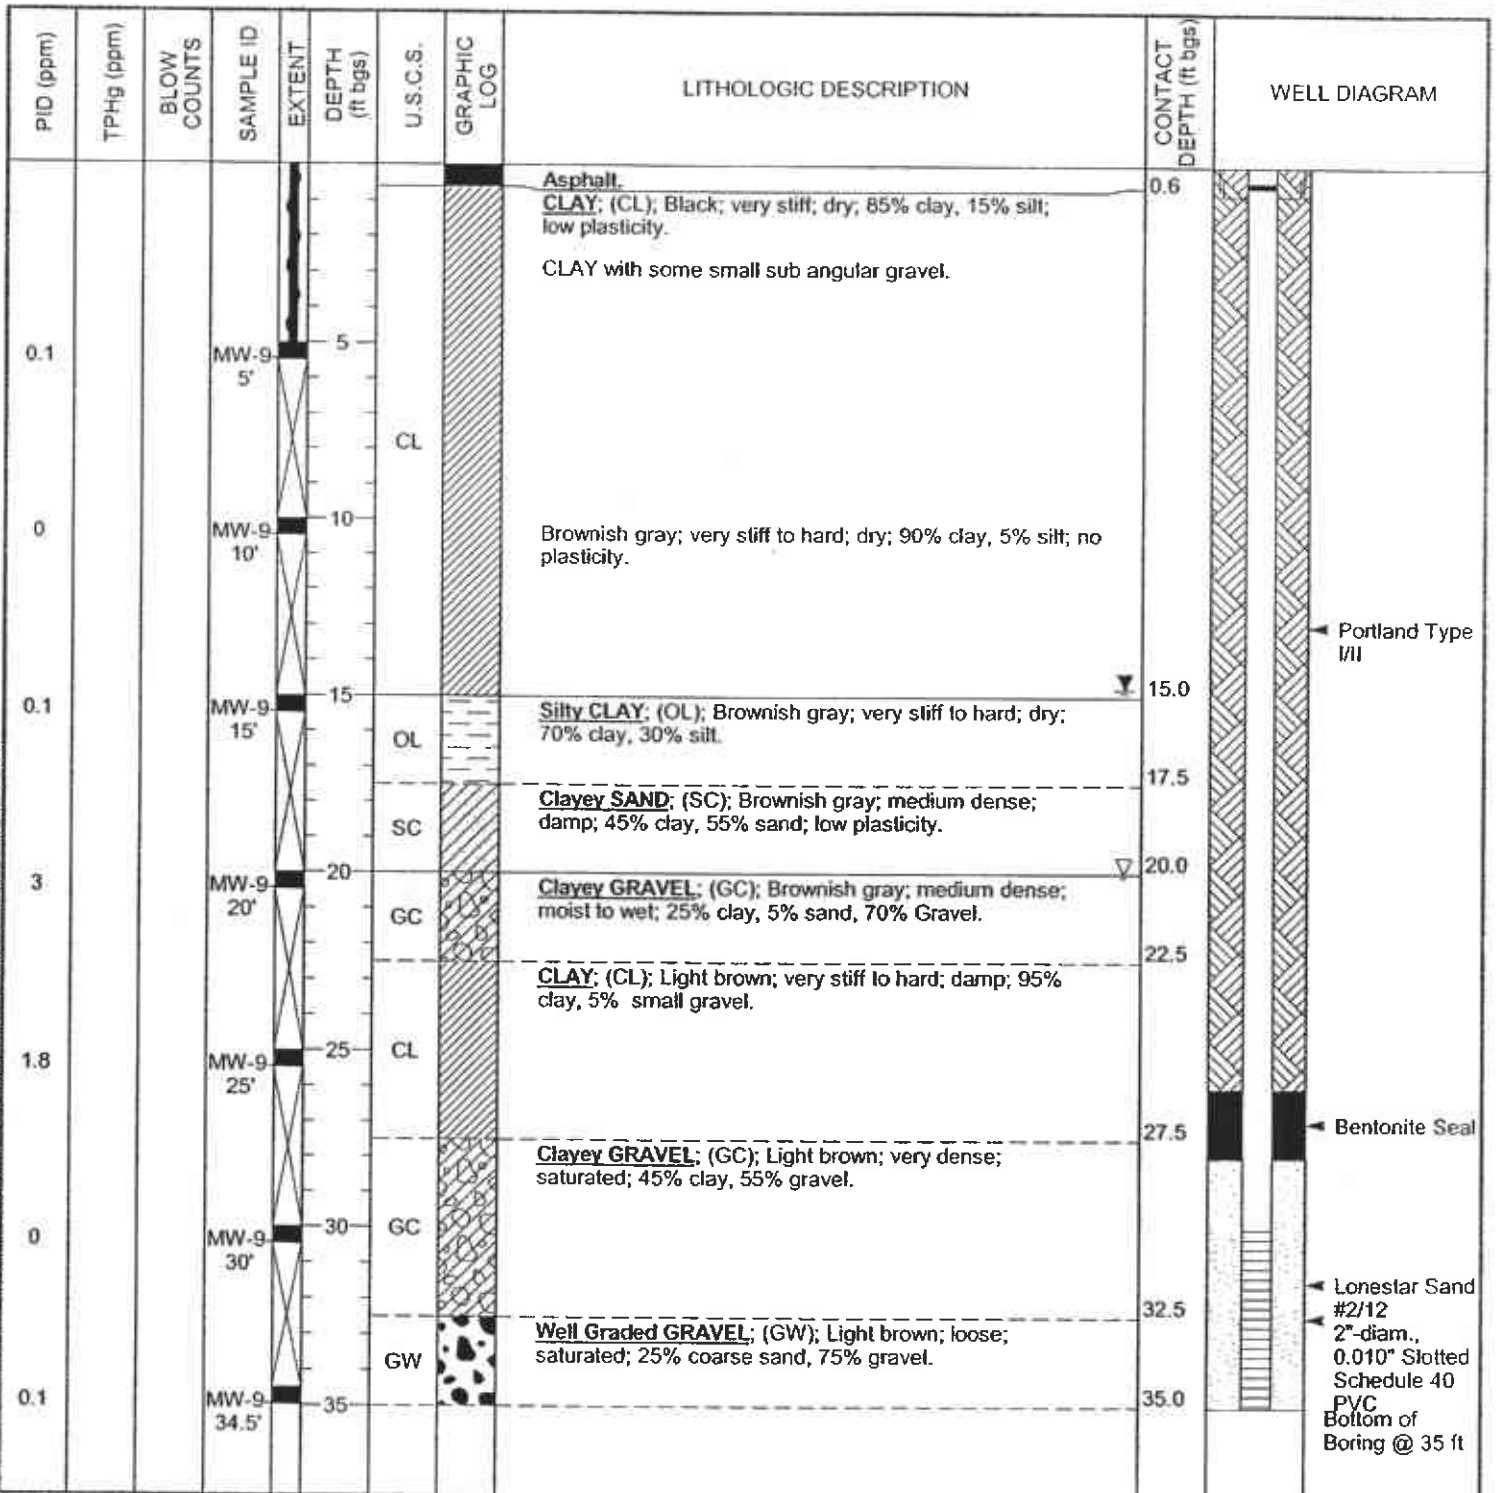 PID (ppm)
TPHg (ppm)
BLOW
COUNTS
SAMPLE ID
EXTENT
DEPTH
(ft bgs)
U.S.C.S.
GRAPHIC
LOG
LITHOLOGIC DESCRIPTION
CONTACT
DEPTH (ft bgs)
WELL DIAGRAM
Asphalt.
0.6
CLAY; (CL); Black; very stiff; dry; 85% clay, 15% silt;
low plasticity.
CLAY with some small sub angular gravel.
0.1
MW-9
5'
5
CL
0
MW-9
10'
10
Brownish gray; very stiff to hard; dry; 90% clay, 5% silt; no
plasticity.
Portland Type
I/II
0.1
MW-9
15'
15
15.0
OL
Silty CLAY; (OL); Brownish gray; very stiff to hard; dry;
70% clay, 30% silt.
17.5
SC
Clayey SAND; (SC); Brownish gray; medium dense;
damp; 45% clay, 55% sand; low plasticity.
3
MW-9
20'
20
20.0
GC
Clayey GRAVEL; (GC); Brownish gray; medium dense;
moist to wet; 25% clay, 5% sand, 70% Gravel.
22.5
CLAY; (CL); Light brown; very stiff to hard; damp; 95%
clay, 5% small gravel.
1.8
MW-9
25'
25
CL
27.5
Bentonite Seal
Clayey GRAVEL; (GC); Light brown; very dense;
saturated; 45% clay, 55% gravel.
0
MW-9
30'
30
GC
Lonestar Sand
#2/12
32.5
2"-diam.,
0.010" Slotted
Schedule 40
PVC
Well Graded GRAVEL; (GW); Light brown; loose;
saturated; 25% coarse sand, 75% gravel.
GW
0.1
MW-9
34.5'
35
35.0
Bottom of
Boring @ 35 ft